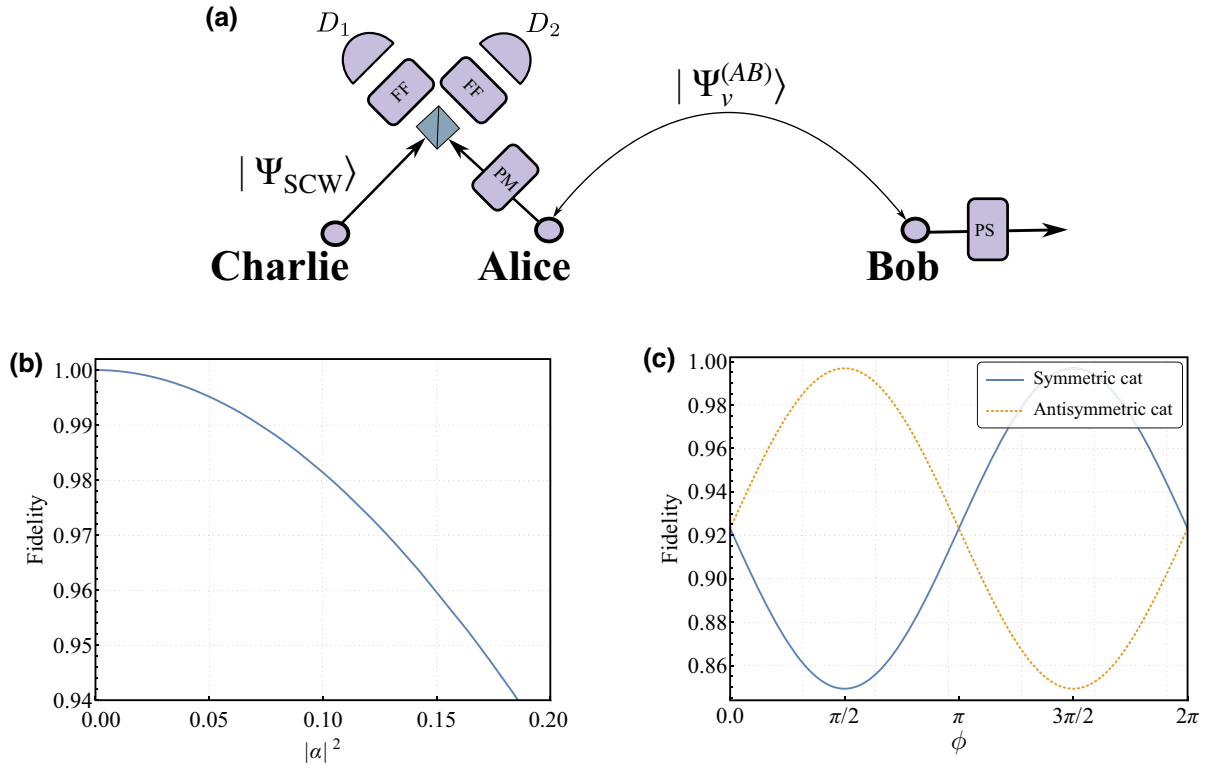 (a)
D₁
D₂
FF
FF
PM
| Ψ_SCW⟩
| Ψ_v^(AB)⟩
PS
Charlie
Alice
Bob
(b)
1.00
0.99
0.98
0.97
0.96
0.95
0.94
Fidelity
0.00
0.05
0.10
0.15
0.20
|α|²
(c)
1.00
0.98
0.96
0.94
0.92
0.90
0.88
0.86
Fidelity
Symmetric cat
Antisymmetric cat
0.0
π/2
π
3π/2
2π
ϕ